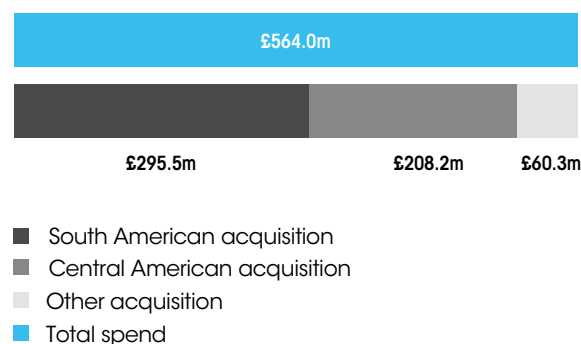 £564.0m
£295.5m £208.2m £60.3m
South American acquisition
Central American acquisition
Other acquisition
Total spend